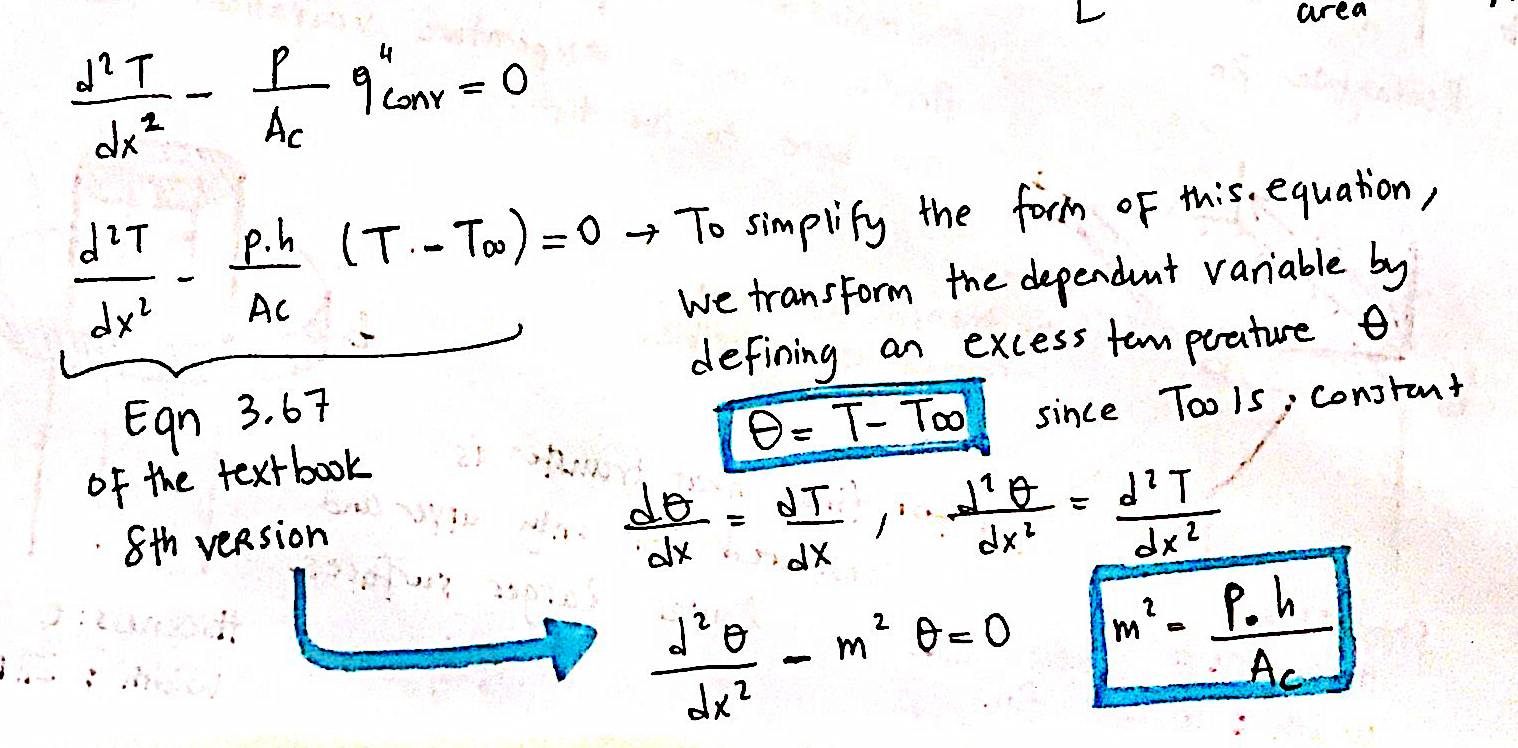 area
d²T/dx² - P/Ac q"conv = 0
d²T/dx² - p.h/Ac (T - T∞) = 0 → To simplify the form of this equation,
we transform the dependent variable by
defining an excess temperature θ
θ = T - T∞ since T∞ is constant
Eqn 3.67
of the textbook
8th version
dθ/dx = dT/dx , d²θ/dx² = d²T/dx²
d²θ/dx² - m² θ = 0
m² = P.h/Ac